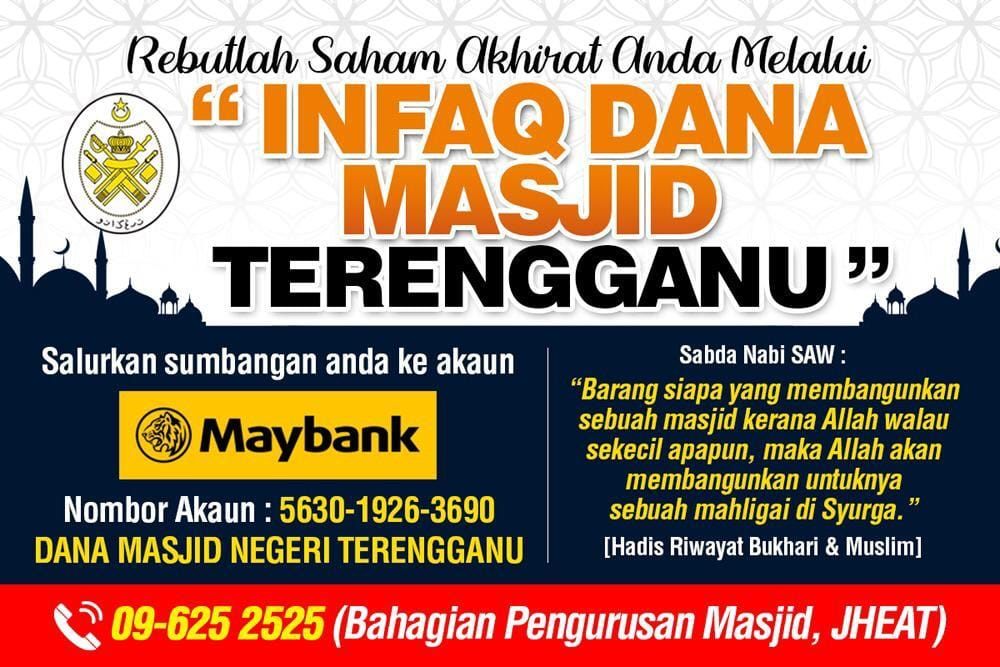 Rebutlah Saham Akhirat Anda Melalui
“ INFAQ DANA
MASJID
TERENGGANU ”
Salurkan sumbangan anda ke akaun
Maybank
Nombor Akaun : 5630-1926-3690
DANA MASJID NEGERI TERENGGANU
Sabda Nabi SAW :
“Barang siapa yang membangunkan
sebuah masjid kerana Allah walau
sekecil apapun, maka Allah akan
membangunkan untuknya
sebuah mahligai di Syurga.”
[Hadis Riwayat Bukhari & Muslim]
09-625 2525 (Bahagian Pengurusan Masjid, JHEAT)